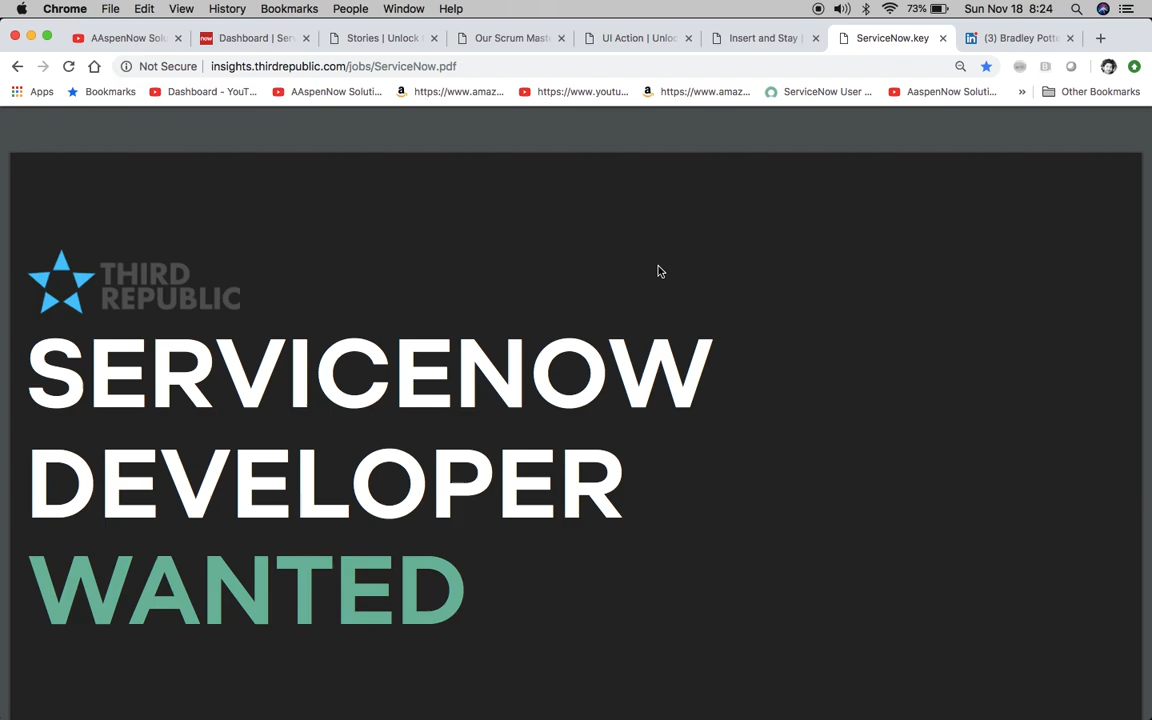 Chrome File Edit View History Bookmarks People Window Help 73% Sun Nov 18 8:24
AAspenNow Solu Dashboard | Serv Stories | Unlock Our Scrum Mast UI Action | Unloc Insert and Stay | ServiceNow.key (3) Bradley Potte
Not Secure insights.thirdrepublic.com/jobs/ServiceNow.pdf
Apps Bookmarks Dashboard - YouT... AAspenNow Soluti... https://www.amaz... https://www.youtu... https://www.amaz... ServiceNow User ... AaspenNow Soluti... » Other Bookmarks
THIRD
REPUBLIC
SERVICENOW
DEVELOPER
WANTED